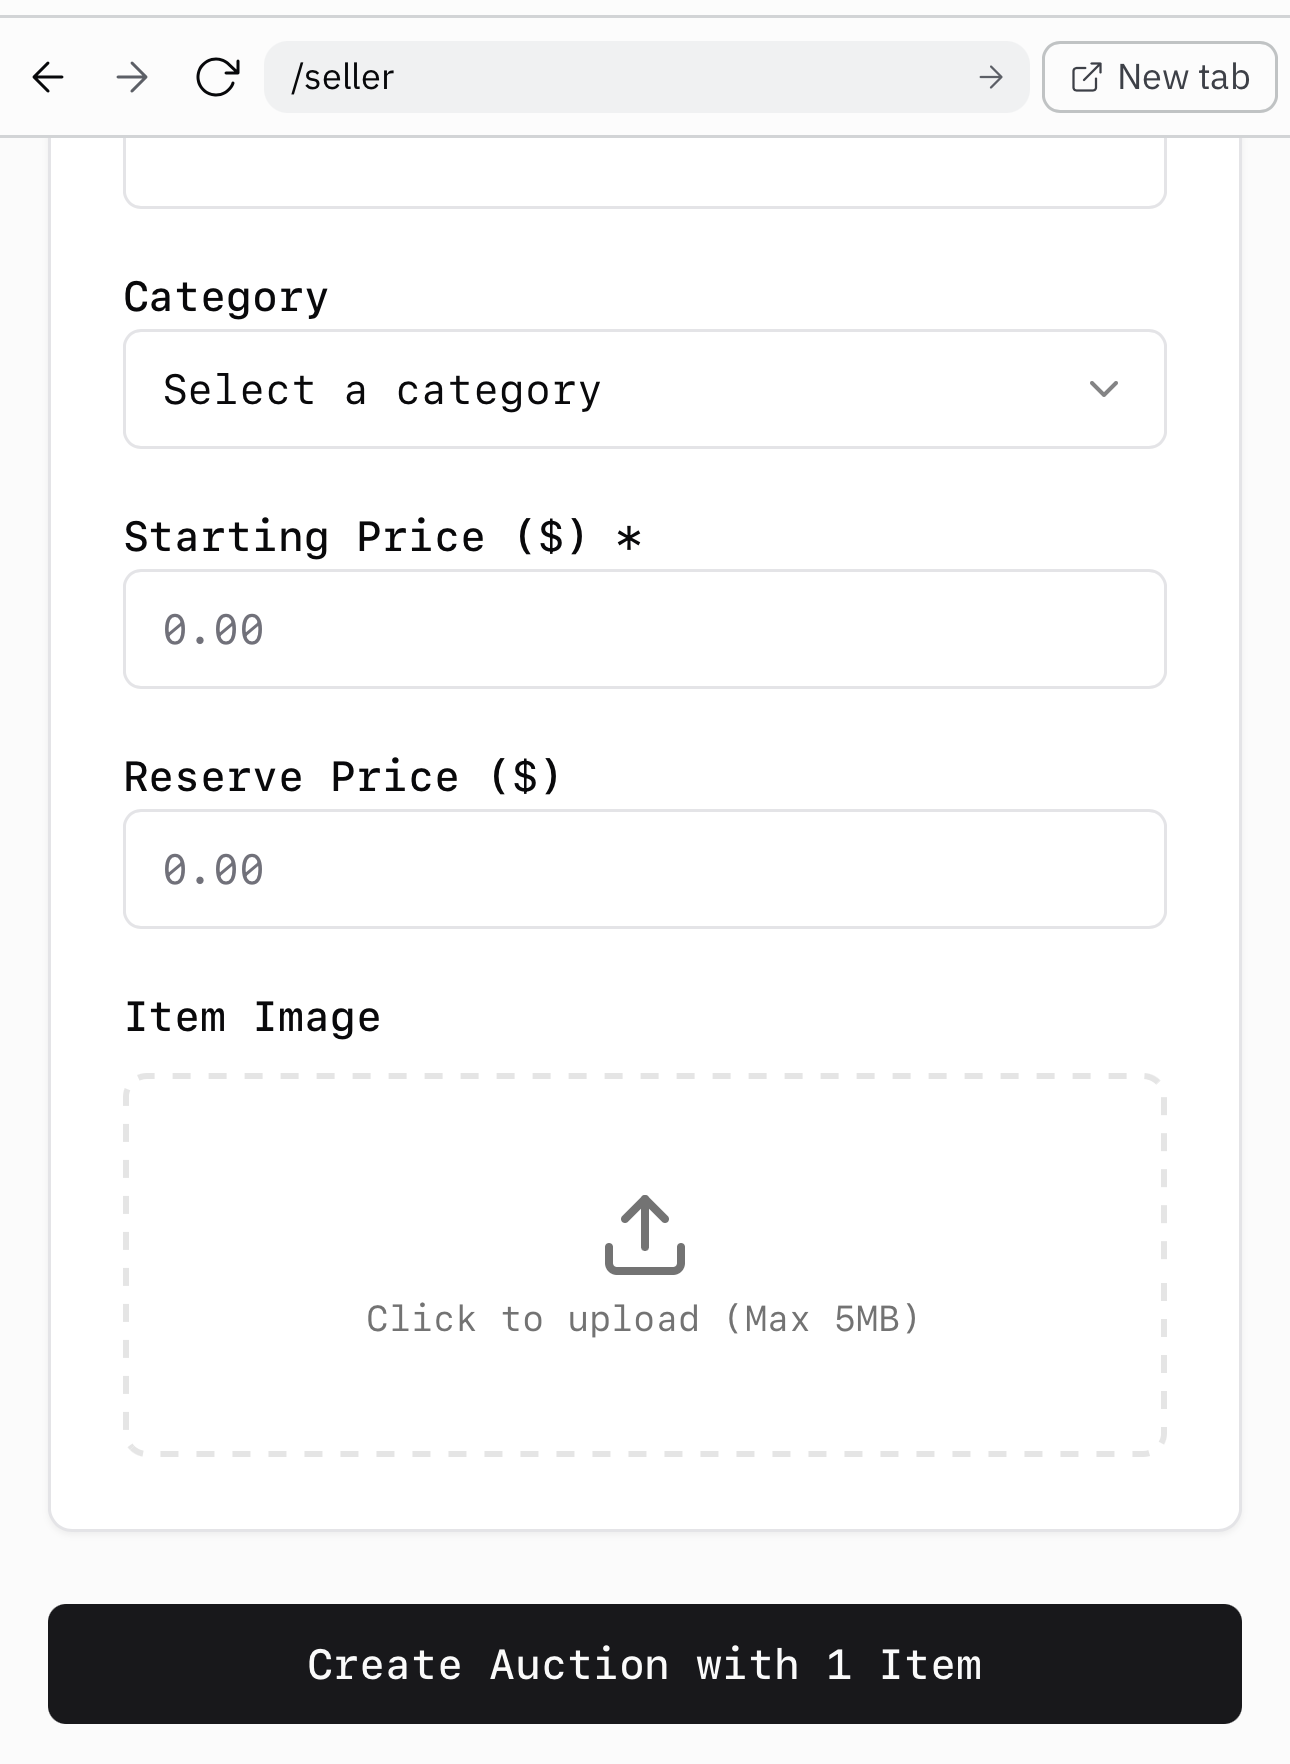 /seller
New tab
Category
Select a category
Starting Price ($) *
0.00
Reserve Price ($)
0.00
Item Image
Click to upload (Max 5MB)
Create Auction with 1 Item